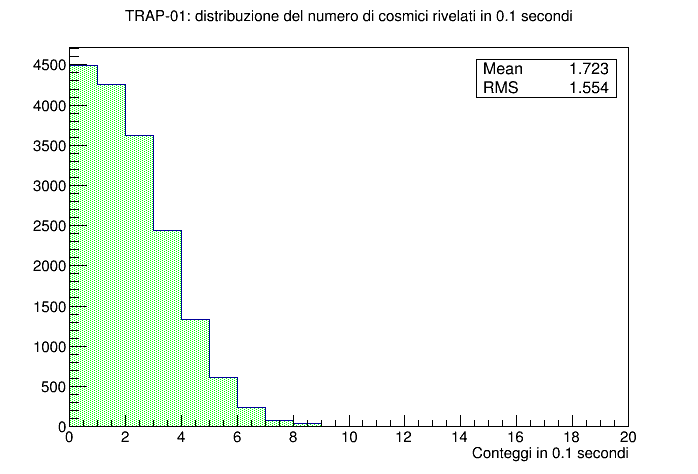 TRAP-01: distribuzione del numero di cosmici rivelati in 0.1 secondi
Mean 1.723
RMS 1.554
4500
4000
3500
3000
2500
2000
1500
1000
500
0
0 2 4 6 8 10 12 14 16 18 20
Conteggi in 0.1 secondi